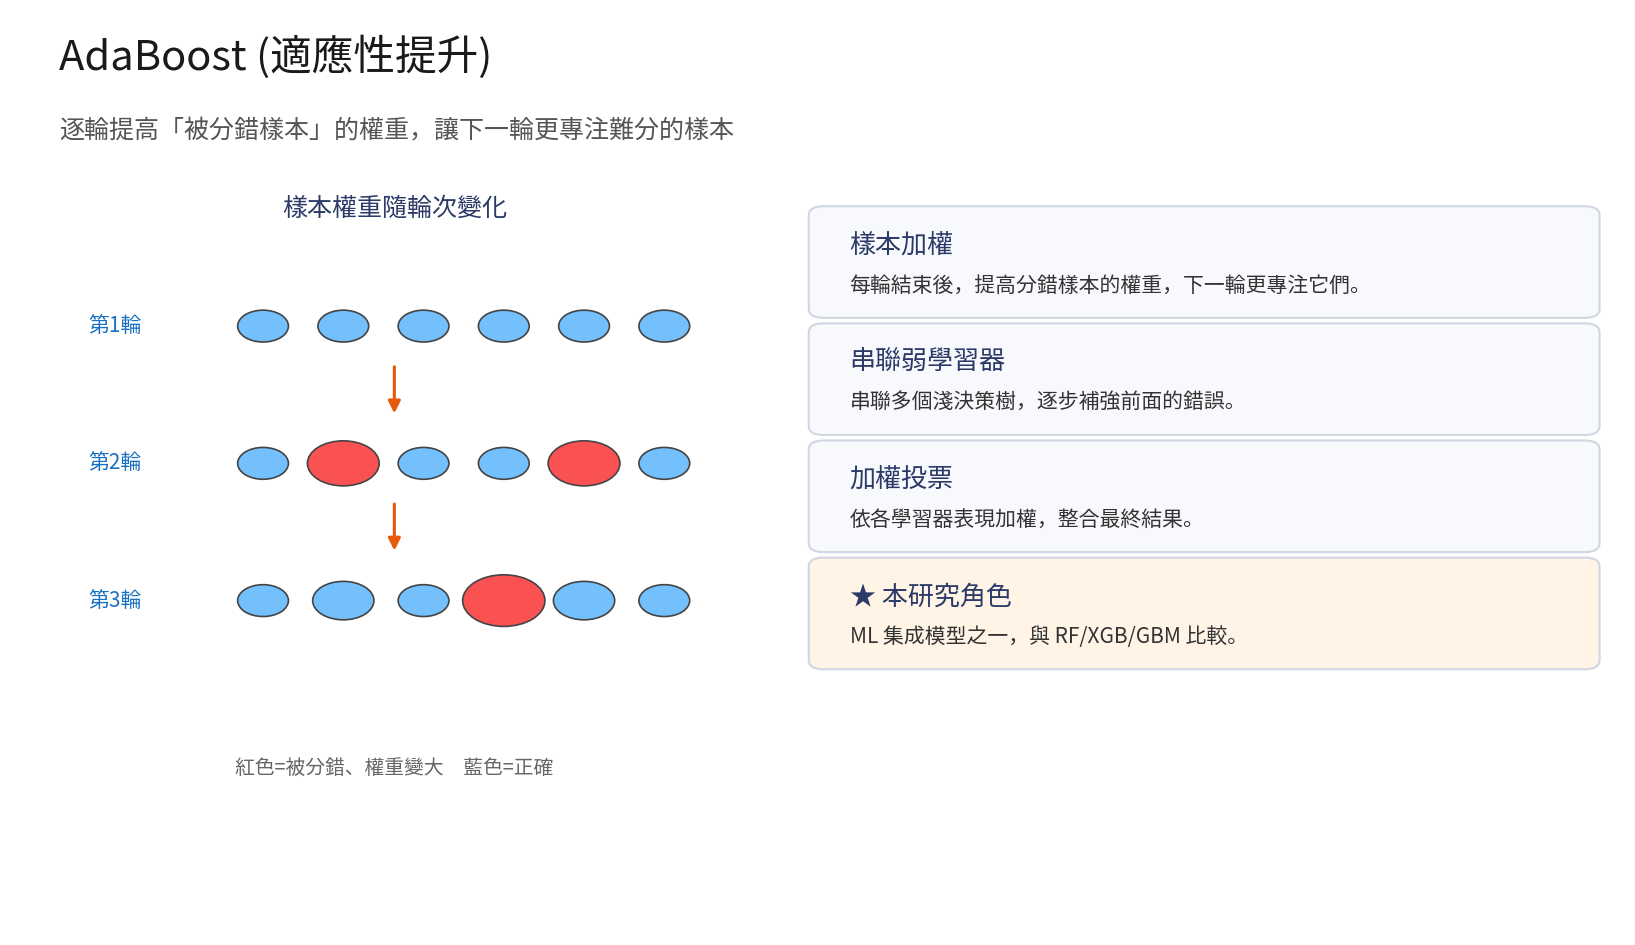 AdaBoost (適應性提升)
逐輪提高「被分錯樣本」的權重，讓下一輪更專注難分的樣本
樣本權重隨輪次變化
第1輪
第2輪
第3輪
紅色=被分錯、權重變大　藍色=正確
樣本加權
每輪結束後，提高分錯樣本的權重，下一輪更專注它們。
串聯弱學習器
串聯多個淺決策樹，逐步補強前面的錯誤。
加權投票
依各學習器表現加權，整合最終結果。
★ 本研究角色
ML 集成模型之一，與 RF/XGB/GBM 比較。